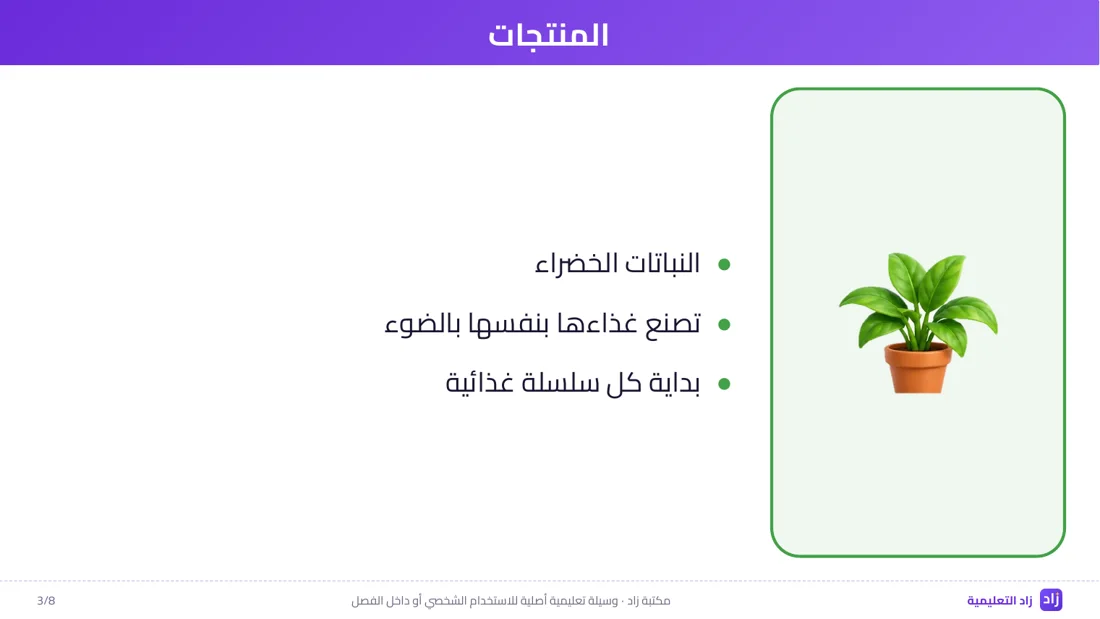 المنتجات
النباتات الخضراء
تصنع غذاءها بنفسها بالضوء
بداية كل سلسلة غذائية
زاد زاد التعليمية
مكتبة زاد · وسيلة تعليمية أصلية للاستخدام الشخصي أو داخل الفصل
3/8